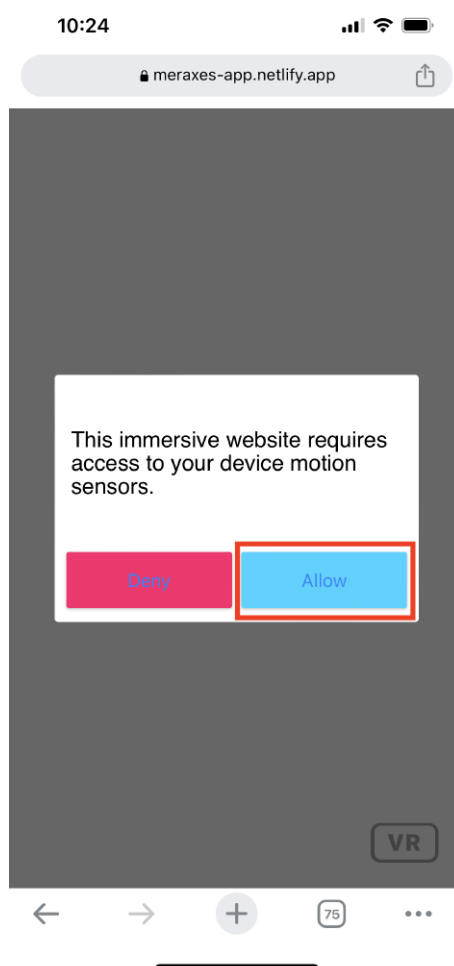 10:24
meraxes-app.netlify.app
This immersive website requires
access to your device motion
sensors.
Deny Allow
VR
75